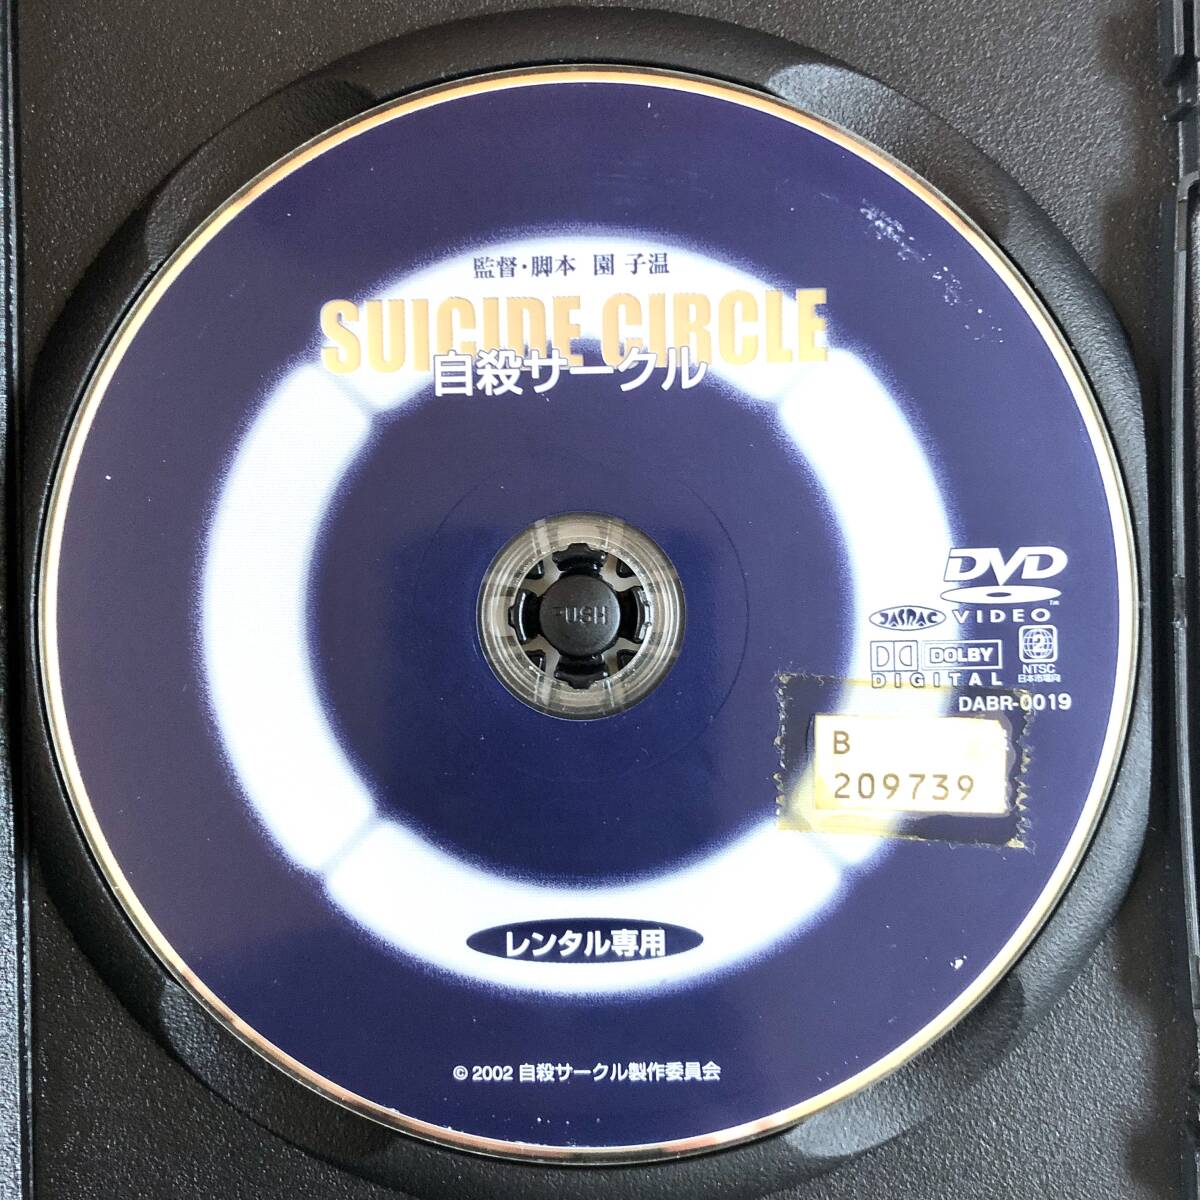 監督・脚本 園 子温
SUICIDE CIRCLE
自殺サークル
PUSH
DVD
VIDEO
JASRAC
DOLBY
DIGITAL
2
NTSC
日本市場向
DABR-0019
B
209739
レンタル専用
© 2002 自殺サークル製作委員会